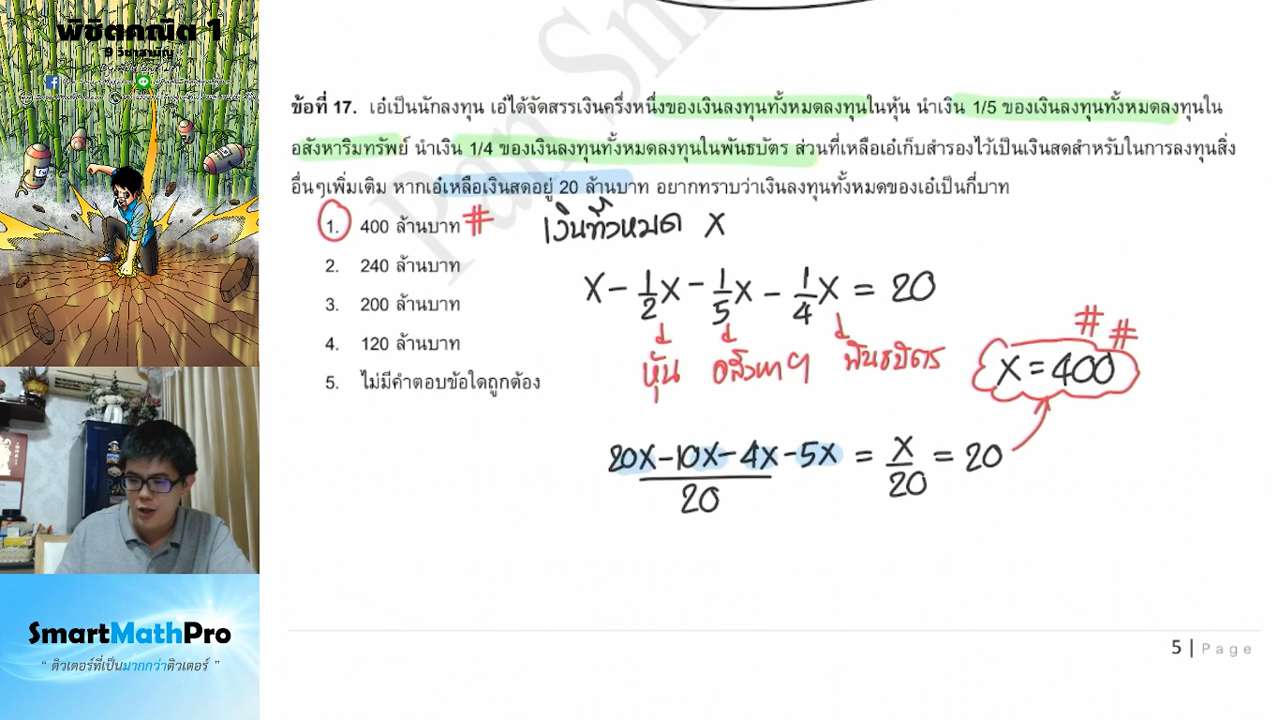 พิชิตคณิต 1
9 วิชาสามัญ
ข้อที่ 17. เอ๋เป็นนักลงทุน เอ๋ได้จัดสรรเงินครึ่งหนึ่งของเงินลงทุนทั้งหมดลงทุนในหุ้น นำเงิน 1/5 ของเงินลงทุนทั้งหมดลงทุนใน
อสังหาริมทรัพย์ นำเงิน 1/4 ของเงินลงทุนทั้งหมดลงทุนในพันธบัตร ส่วนที่เหลือเอ๋เก็บสำรองไว้เป็นเงินสดสำหรับในการลงทุนสิ่ง
อื่นๆเพิ่มเติม หากเอ๋เหลือเงินสดอยู่ 20 ล้านบาท อยากทราบว่าเงินลงทุนทั้งหมดของเอ๋เป็นกี่บาท
1. 400 ล้านบาท #
เงินทั้งหมด x
2. 240 ล้านบาท
x - 1/2x - 1/5x - 1/4x = 20
3. 200 ล้านบาท
4. 120 ล้านบาท
หุ้น อสังหาฯ พันธบัตร
##
x = 400
5. ไม่มีคำตอบข้อใดถูกต้อง
20x-10x-4x-5x = x/20 = 20
20
SmartMathPro
“ ติวเตอร์ที่เป็นมากกว่าติวเตอร์ ”
5 | Page